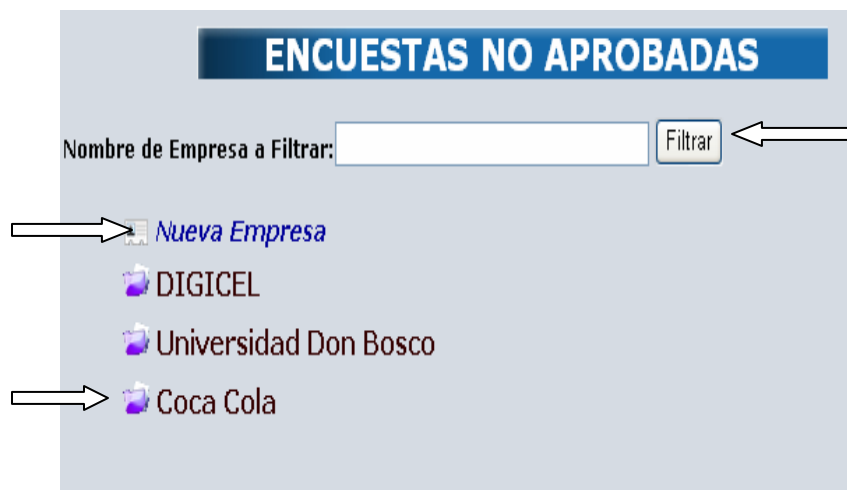 ENCUESTAS NO APROBADAS
Nombre de Empresa a Filtrar: Filtrar
Nueva Empresa
DIGICEL
Universidad Don Bosco
Coca Cola